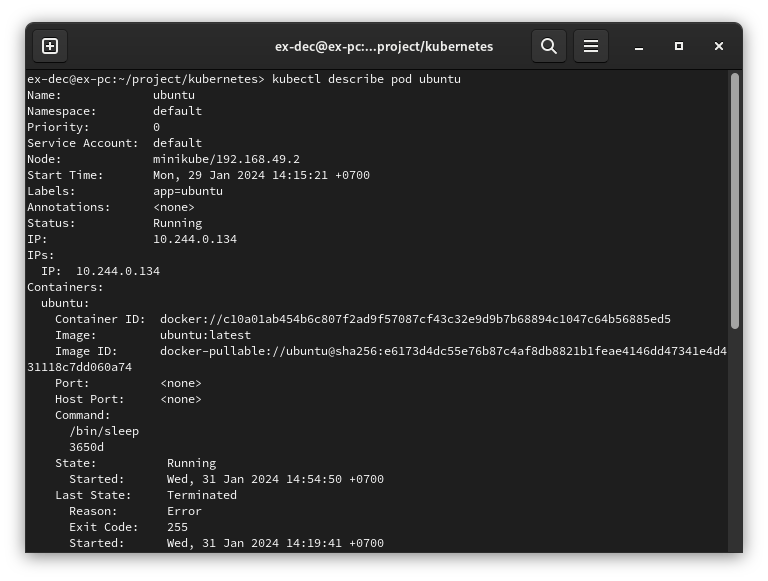 ex-dec@ex-pc:...project/kubernetes
ex-dec@ex-pc:~/project/kubernetes> kubectl describe pod ubuntu
Name:             ubuntu
Namespace:        default
Priority:         0
Service Account:  default
Node:             minikube/192.168.49.2
Start Time:       Mon, 29 Jan 2024 14:15:21 +0700
Labels:           app=ubuntu
Annotations:      <none>
Status:           Running
IP:               10.244.0.134
IPs:
  IP:  10.244.0.134
Containers:
  ubuntu:
    Container ID:  docker://c10a01ab454b6c807f2ad9f57087cf43c32e9d9b7b68894c1047c64b56885ed5
    Image:         ubuntu:latest
    Image ID:      docker-pullable://ubuntu@sha256:e6173d4dc55e76b87c4af8db8821b1feae4146dd47341e4d4
31118c7dd060a74
    Port:          <none>
    Host Port:     <none>
    Command:
      /bin/sleep
      3650d
    State:          Running
      Started:      Wed, 31 Jan 2024 14:54:50 +0700
    Last State:     Terminated
      Reason:       Error
      Exit Code:    255
      Started:      Wed, 31 Jan 2024 14:19:41 +0700